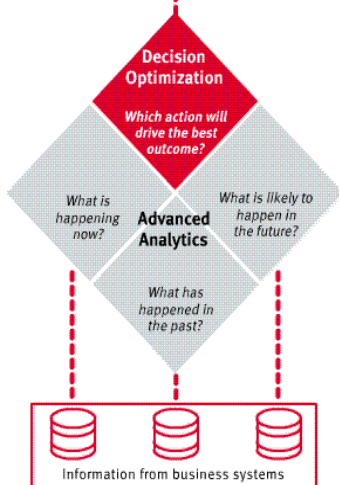 Decision
Optimization
Which action will
drive the best
outcome?
What is
happening
now?
Advanced
Analytics
What is likely to
happen in
the future?
What has
happened in
the past?
Information from business systems